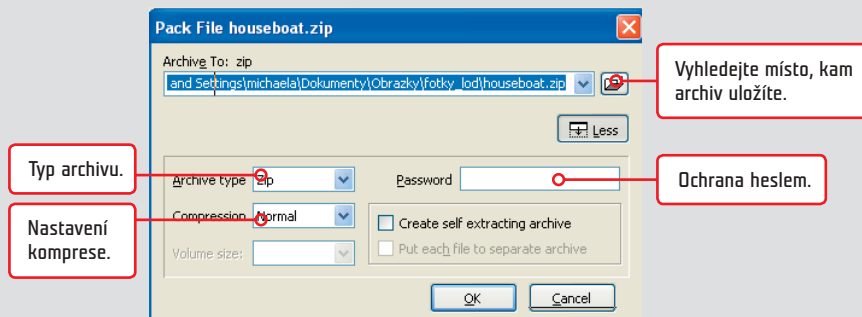 Pack File houseboat.zip
Archive To: zip
and Settings\michaela\Dokumenty\Obrazky\fotky_lod\houseboat.zip
Vyhledejte místo, kam
archiv uložíte.
Less
Typ archivu.
Archive type Zip
Password
Ochrana heslem.
Nastavení
komprese.
Compression Normal
Create self extracting archive
Volume size:
Put each file to separate archive
OK
Cancel